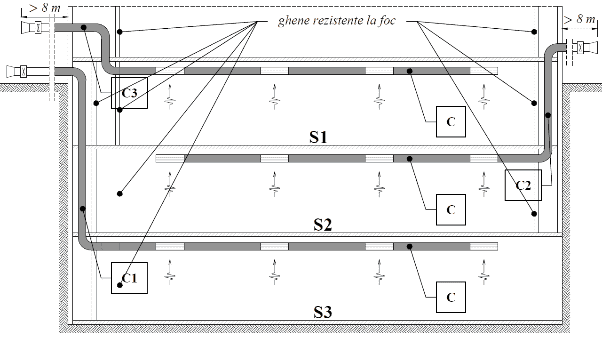 > 8 m
ghene rezistente la foc
> 8 m
C3
C
S1
C2
C
S2
C1
C
S3